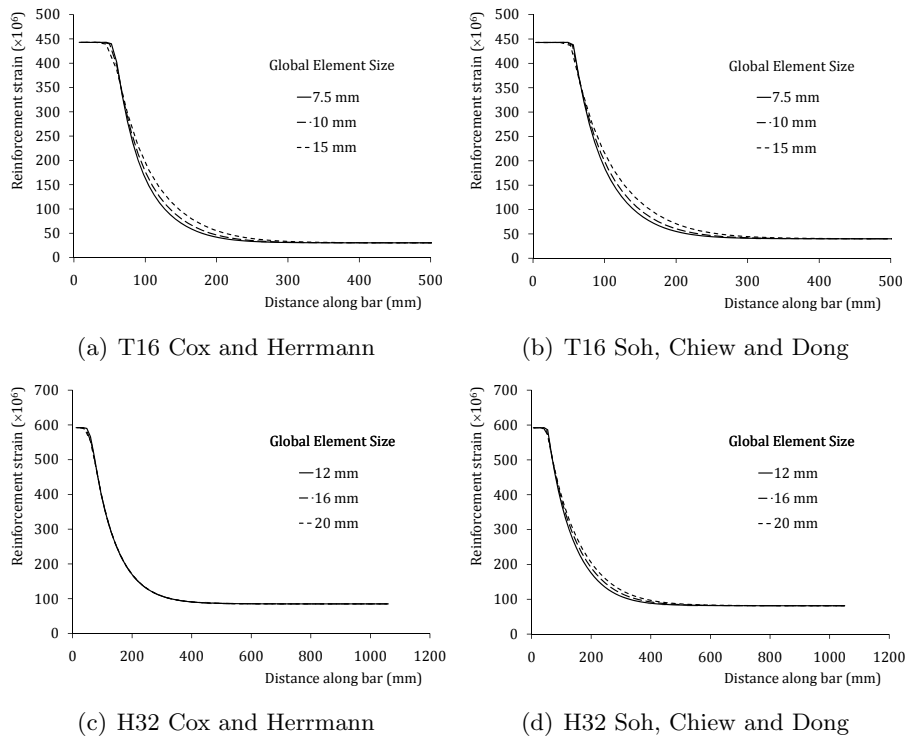 Reinforcement strain (×10⁶)
500
450
400
350
300
250
200
150
100
50
0
Global Element Size
7.5 mm
10 mm
15 mm
0 100 200 300 400 500
Distance along bar (mm)
(a) T16 Cox and Herrmann
Reinforcement strain (×10⁶)
500
450
400
350
300
250
200
150
100
50
0
Global Element Size
7.5 mm
10 mm
15 mm
0 100 200 300 400 500
Distance along bar (mm)
(b) T16 Soh, Chiew and Dong
Reinforcement strain (×10⁶)
700
600
500
400
300
200
100
0
Global Element Size
12 mm
16 mm
20 mm
0 200 400 600 800 1000 1200
Distance along bar (mm)
(c) H32 Cox and Herrmann
Reinforcement strain (×10⁶)
700
600
500
400
300
200
100
0
Global Element Size
12 mm
16 mm
20 mm
0 200 400 600 800 1000 1200
Distance along bar (mm)
(d) H32 Soh, Chiew and Dong